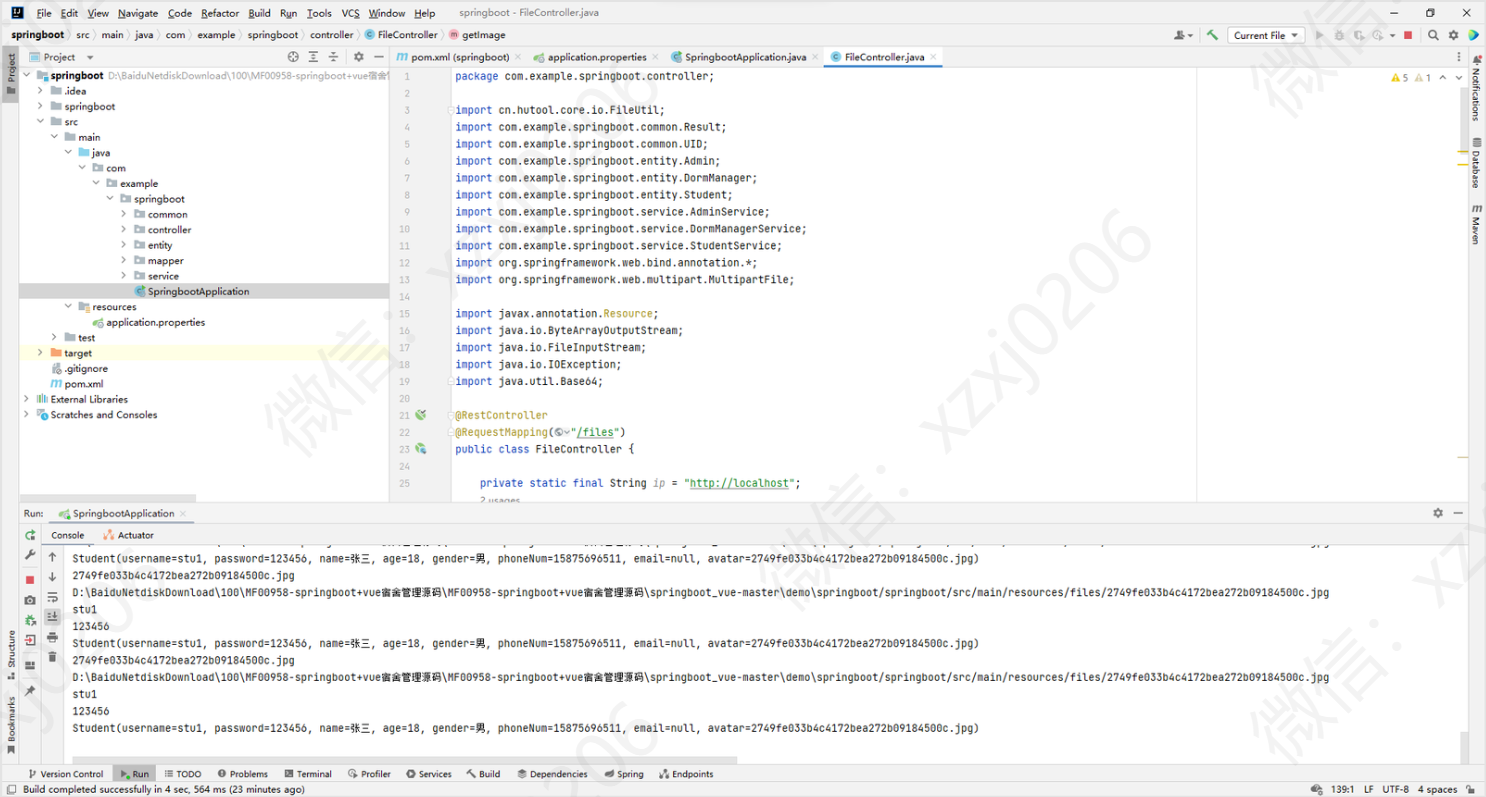 File Edit View Navigate Code Refactor Build Run Tools VCS Window Help springboot - FileController.java
springboot src main java com example springboot controller FileController getImage Current File
Project
Project
pom.xml (springboot) application.properties SpringbootApplication.java FileController.java
springboot D:\BaiduNetdiskDownload\100\MF00958-springboot+vue宿舍
.idea
springboot
src
main
java
com
example
springboot
common
controller
entity
mapper
service
SpringbootApplication
resources
application.properties
test
target
.gitignore
pom.xml
External Libraries
Scratches and Consoles
1 package com.example.springboot.controller;
2
3 import cn.hutool.core.io.FileUtil;
4 import com.example.springboot.common.Result;
5 import com.example.springboot.common.UID;
6 import com.example.springboot.entity.Admin;
7 import com.example.springboot.entity.DormManager;
8 import com.example.springboot.entity.Student;
9 import com.example.springboot.service.AdminService;
10 import com.example.springboot.service.DormManagerService;
11 import com.example.springboot.service.StudentService;
12 import org.springframework.web.bind.annotation.*;
13 import org.springframework.web.multipart.MultipartFile;
14
15 import javax.annotation.Resource;
16 import java.io.ByteArrayOutputStream;
17 import java.io.FileInputStream;
18 import java.io.IOException;
19 import java.util.Base64;
20
21 @RestController
22 @RequestMapping("/files")
23 public class FileController {
24
25 private static final String ip = "http://localhost";
2 usages
5 1
Notifications
Database
Maven
Run: SpringbootApplication
Console Actuator
Student(username=stu1, password=123456, name=张三, age=18, gender=男, phoneNum=15875696511, email=null, avatar=2749fe033b4c4172bea272b09184500c.jpg)
2749fe033b4c4172bea272b09184500c.jpg
D:\BaiduNetdiskDownload\100\MF00958-springboot+vue宿舍管理源码\MF00958-springboot+vue宿舍管理源码\springboot_vue-master\demo\springboot/springboot/src/main/resources/files/2749fe033b4c4172bea272b09184500c.jpg
stu1
123456
Student(username=stu1, password=123456, name=张三, age=18, gender=男, phoneNum=15875696511, email=null, avatar=2749fe033b4c4172bea272b09184500c.jpg)
2749fe033b4c4172bea272b09184500c.jpg
D:\BaiduNetdiskDownload\100\MF00958-springboot+vue宿舍管理源码\MF00958-springboot+vue宿舍管理源码\springboot_vue-master\demo\springboot/springboot/src/main/resources/files/2749fe033b4c4172bea272b09184500c.jpg
stu1
123456
Student(username=stu1, password=123456, name=张三, age=18, gender=男, phoneNum=15875696511, email=null, avatar=2749fe033b4c4172bea272b09184500c.jpg)
Structure
Bookmarks
Version Control Run TODO Problems Terminal Profiler Services Build Dependencies Spring Endpoints
Build completed successfully in 4 sec, 564 ms (23 minutes ago) 139:1 LF UTF-8 4 spaces
微信：xzxj0206